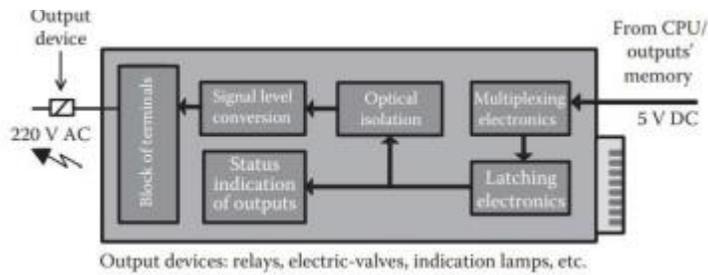 Output
device
220 V AC
Block of terminals
Signal level
conversion
Optical
isolation
Multiplexing
electronics
Status
indication
of outputs
Latching
electronics
From CPU/
outputs'
memory
5 V DC
Output devices: relays, electric-valves, indication lamps, etc.